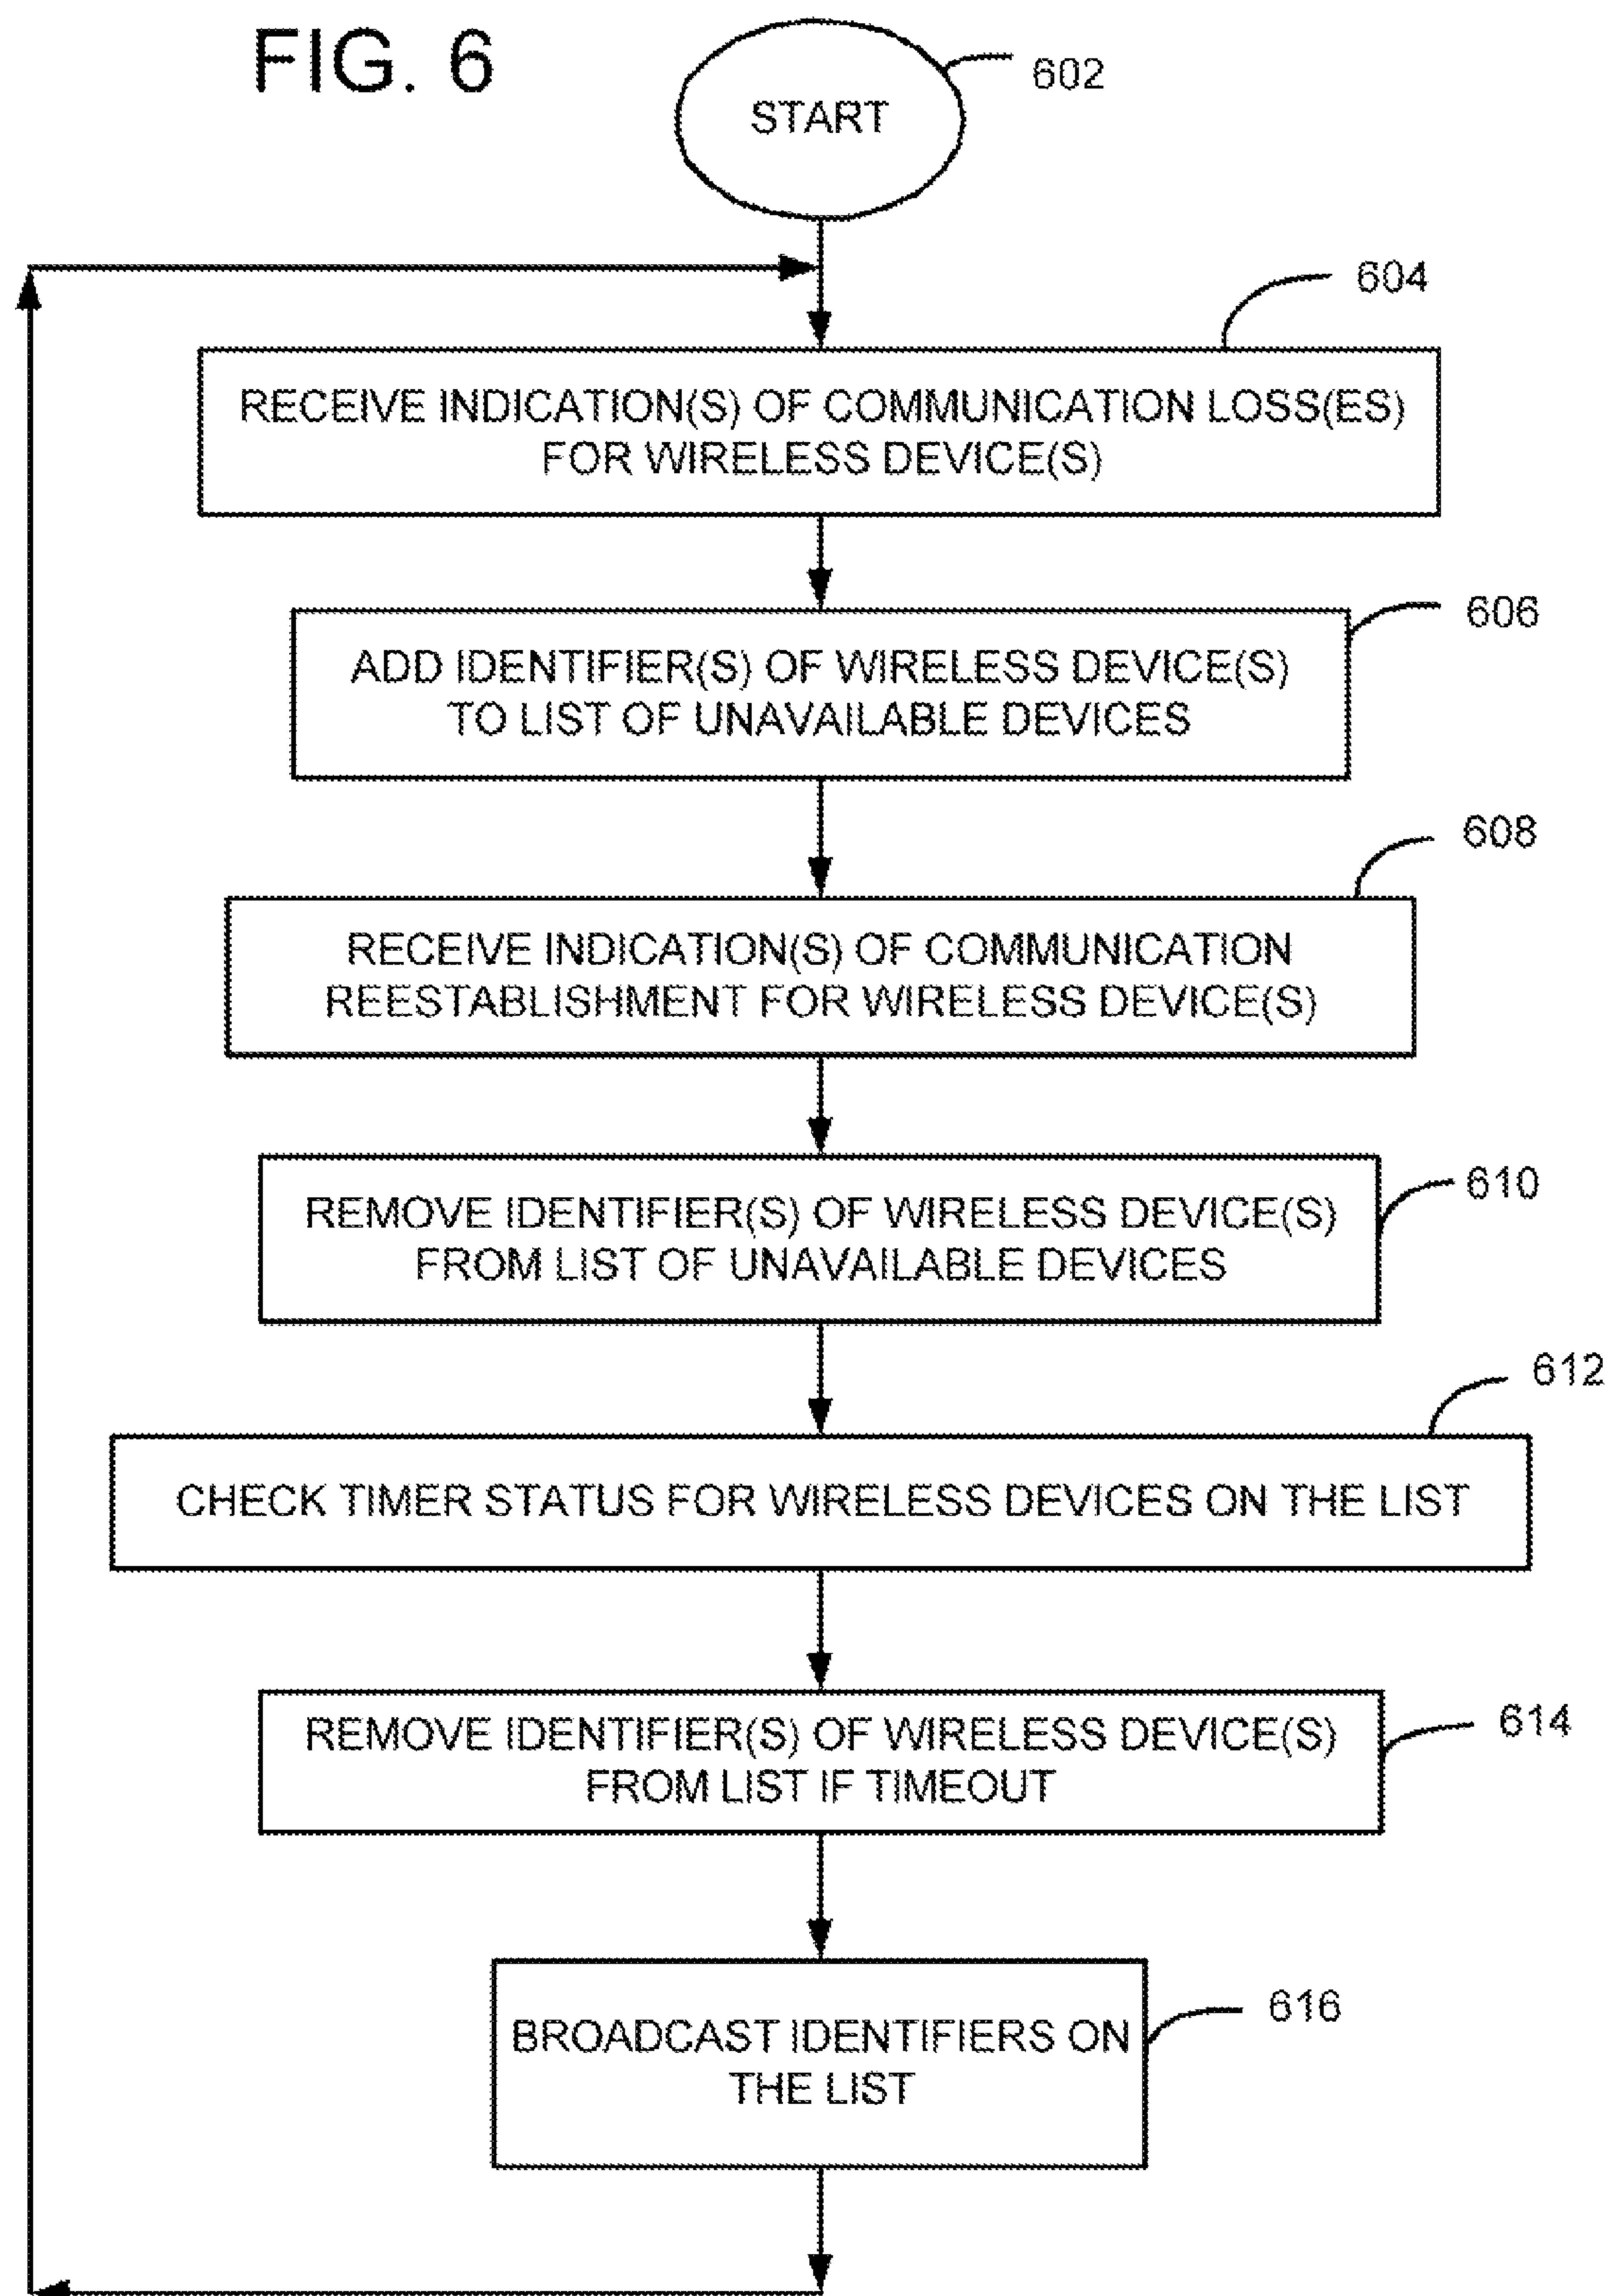 FIG. 6
START
602
604
RECEIVE INDICATION(S) OF COMMUNICATION LOSS(ES)
FOR WIRELESS DEVICE(S)
606
ADD IDENTIFIER(S) OF WIRELESS DEVICE(S)
TO LIST OF UNAVAILABLE DEVICES
608
RECEIVE INDICATION(S) OF COMMUNICATION
REESTABLISHMENT FOR WIRELESS DEVICE(S)
610
REMOVE IDENTIFIER(S) OF WIRELESS DEVICE(S)
FROM LIST OF UNAVAILABLE DEVICES
612
CHECK TIMER STATUS FOR WIRELESS DEVICES ON THE LIST
614
REMOVE IDENTIFIER(S) OF WIRELESS DEVICE(S)
FROM LIST IF TIMEOUT
616
BROADCAST IDENTIFIERS ON
THE LIST